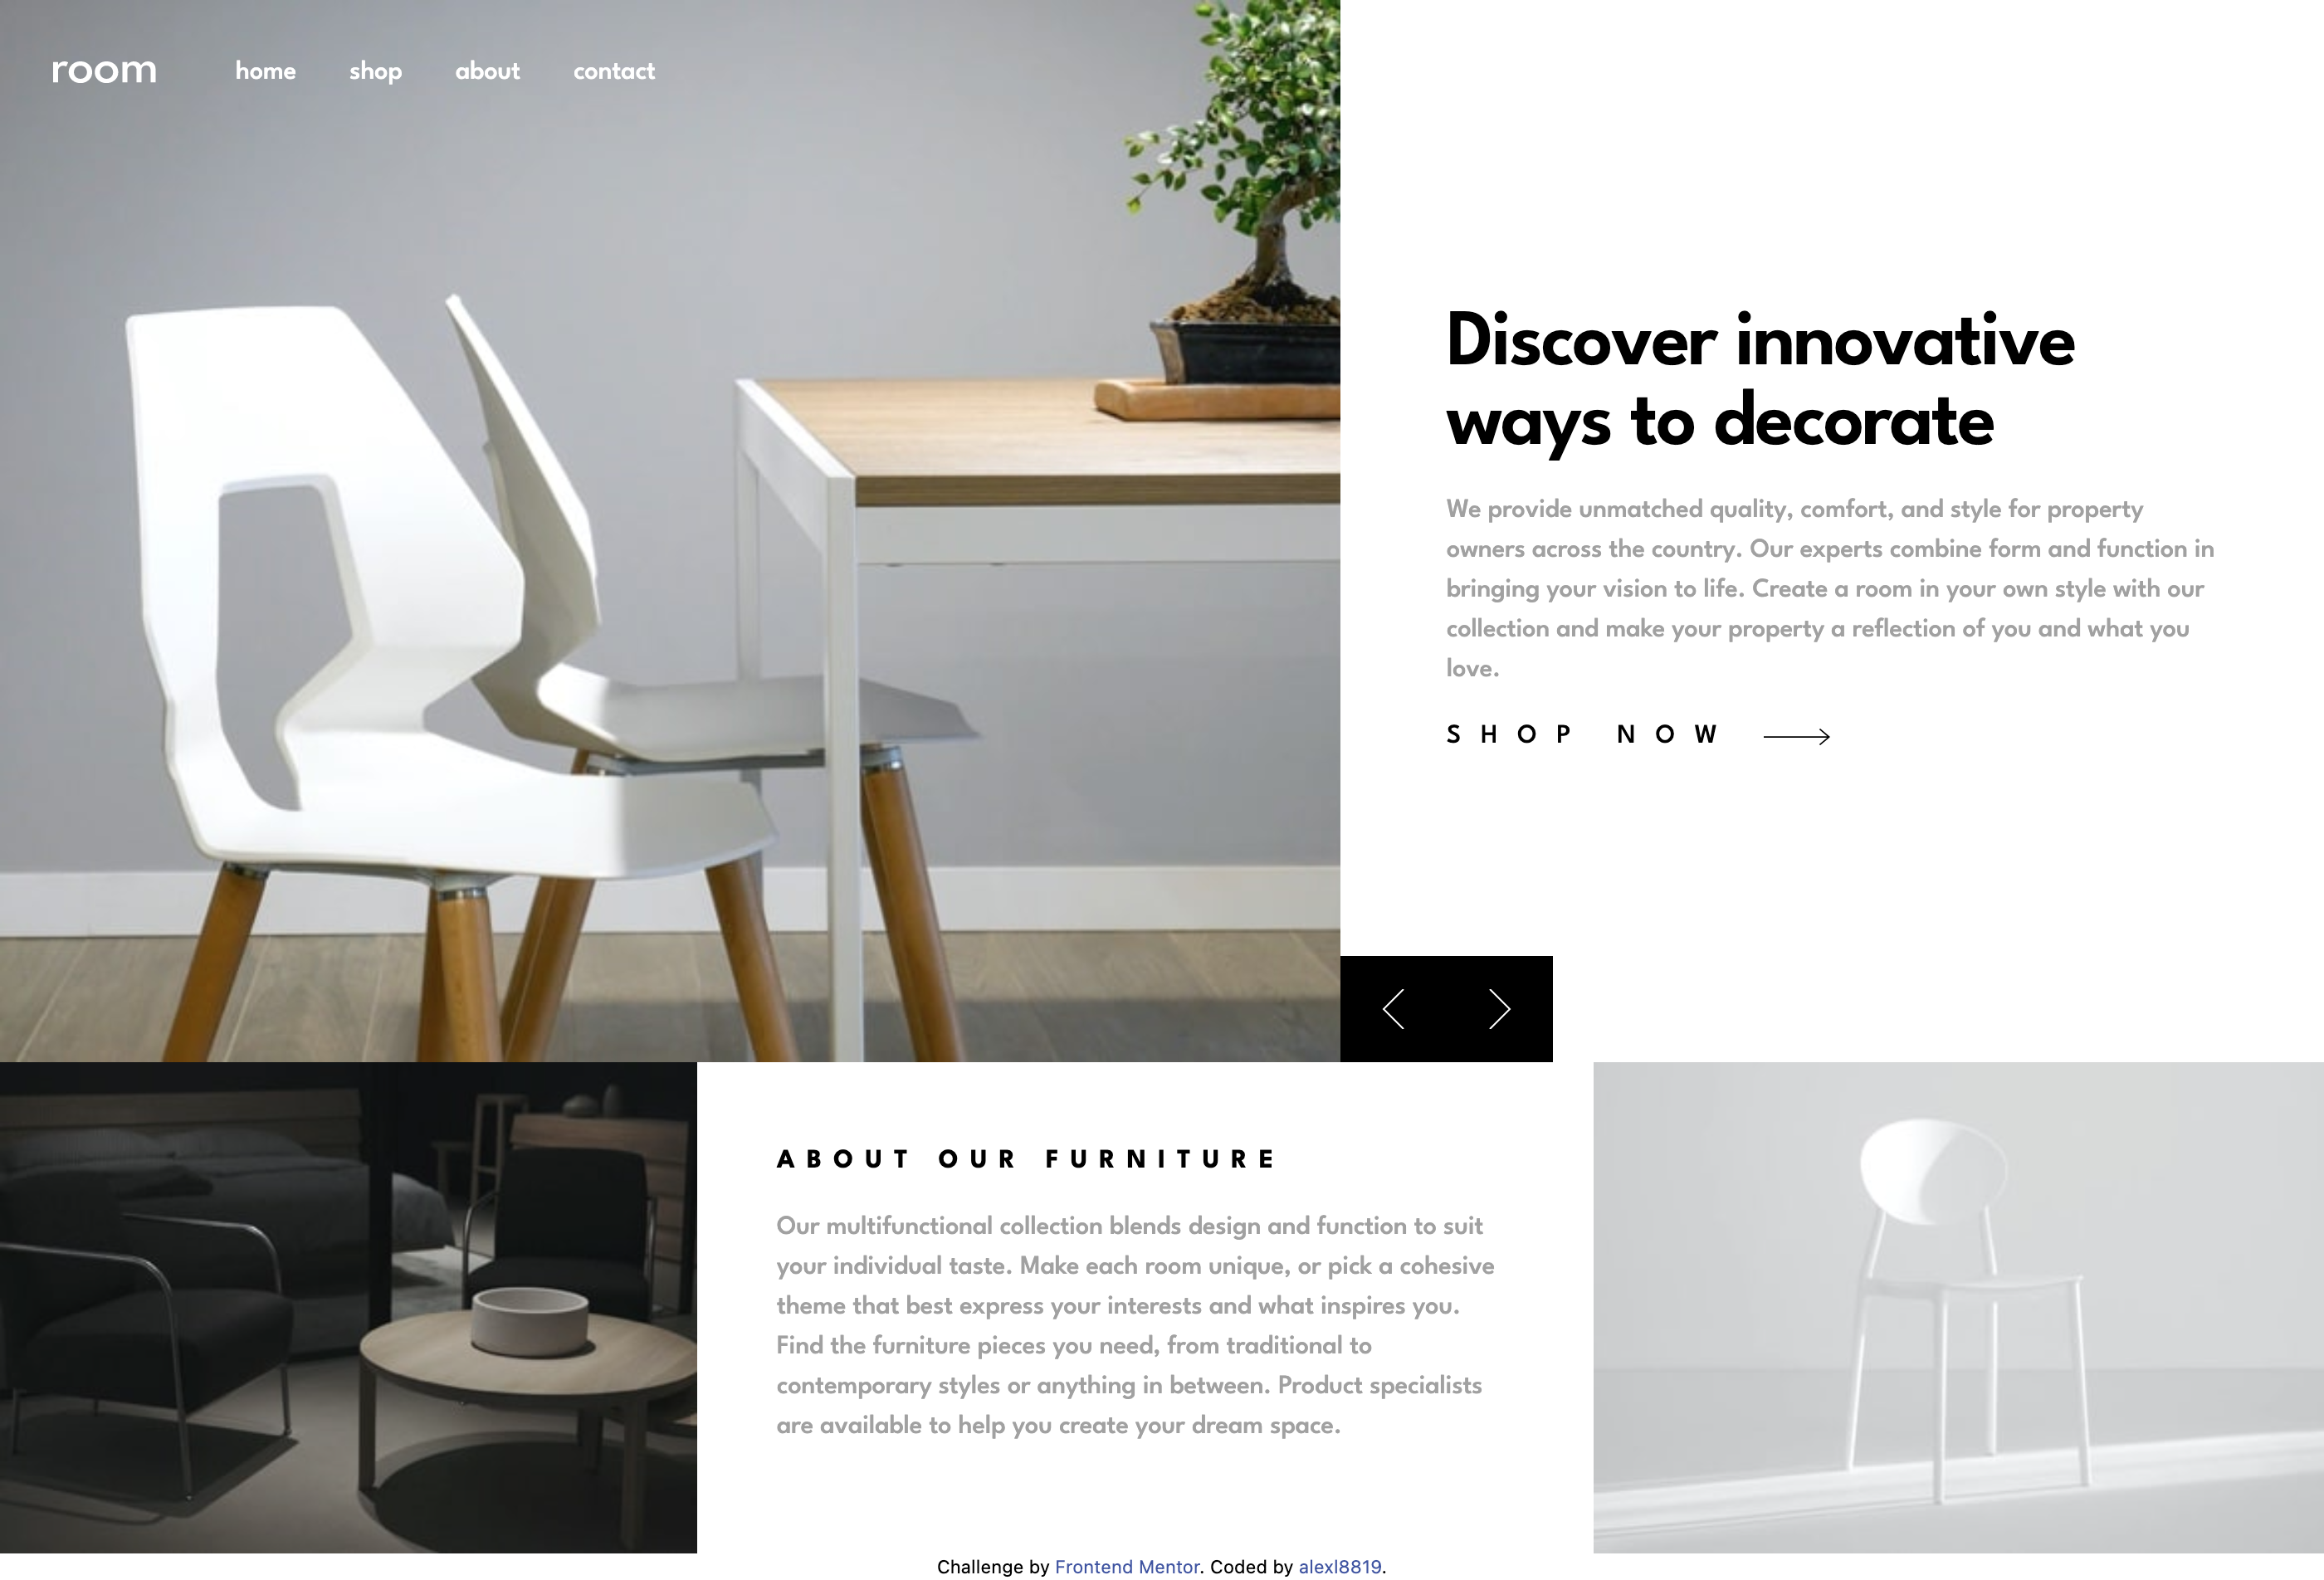 room
home
shop
about
contact
Discover innovative
ways to decorate
We provide unmatched quality, comfort, and style for property
owners across the country. Our experts combine form and function in
bringing your vision to life. Create a room in your own style with our
collection and make your property a reflection of you and what you
love.
SHOP NOW
ABOUT OUR FURNITURE
Our multifunctional collection blends design and function to suit
your individual taste. Make each room unique, or pick a cohesive
theme that best express your interests and what inspires you.
Find the furniture pieces you need, from traditional to
contemporary styles or anything in between. Product specialists
are available to help you create your dream space.
Challenge by Frontend Mentor. Coded by alexl8819.